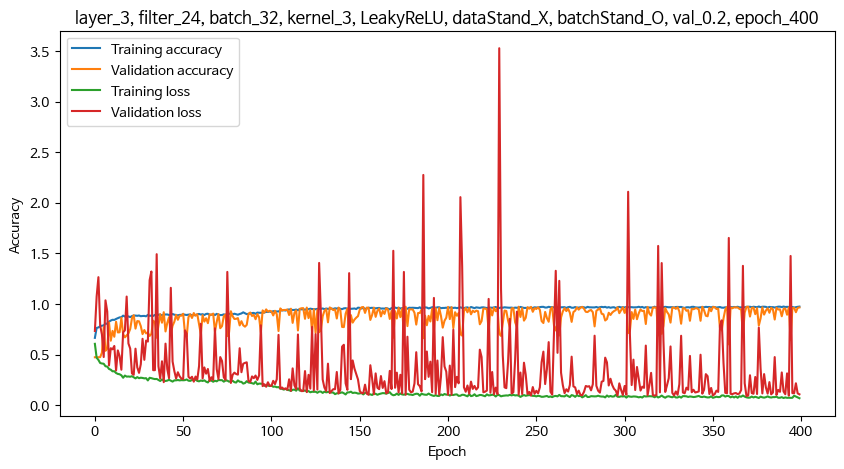 layer_3, filter_24, batch_32, kernel_3, LeakyReLU, dataStand_X, batchStand_O, val_0.2, epoch_400
Training accuracy
Validation accuracy
Training loss
Validation loss
3.5
3.0
2.5
2.0
1.5
1.0
0.5
0.0
Accuracy
0 50 100 150 200 250 300 350 400
Epoch